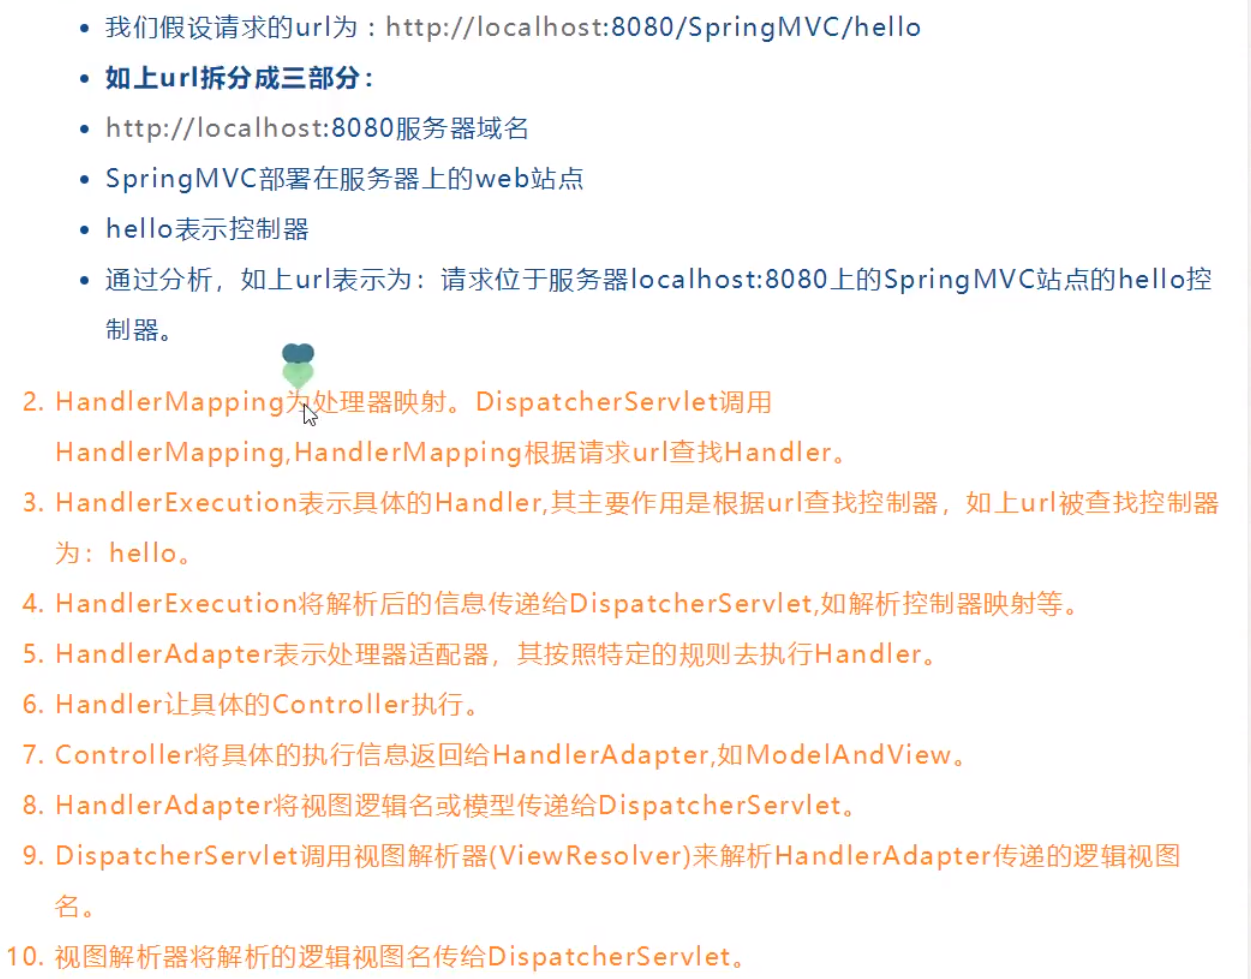 我们假设请求的url为：http://localhost:8080/SpringMVC/hello
如上url拆分成三部分：
http://localhost:8080服务器域名
SpringMVC部署在服务器上的web站点
hello表示控制器
通过分析，如上url表示为：请求位于服务器localhost:8080上的SpringMVC站点的hello控
制器。
2. HandlerMapping为处理器映射。DispatcherServlet调用
HandlerMapping,HandlerMapping根据请求url查找Handler。
3. HandlerExecution表示具体的Handler,其主要作用是根据url查找控制器，如上url被查找控制器
为：hello。
4. HandlerExecution将解析后的信息传递给DispatcherServlet,如解析控制器映射等。
5. HandlerAdapter表示处理器适配器，其按照特定的规则去执行Handler。
6. Handler让具体的Controller执行。
7. Controller将具体的执行信息返回给HandlerAdapter,如ModelAndView。
8. HandlerAdapter将视图逻辑名或模型传递给DispatcherServlet。
9. DispatcherServlet调用视图解析器(ViewResolver)来解析HandlerAdapter传递的逻辑视图
名。
10. 视图解析器将解析的逻辑视图名传给DispatcherServlet。